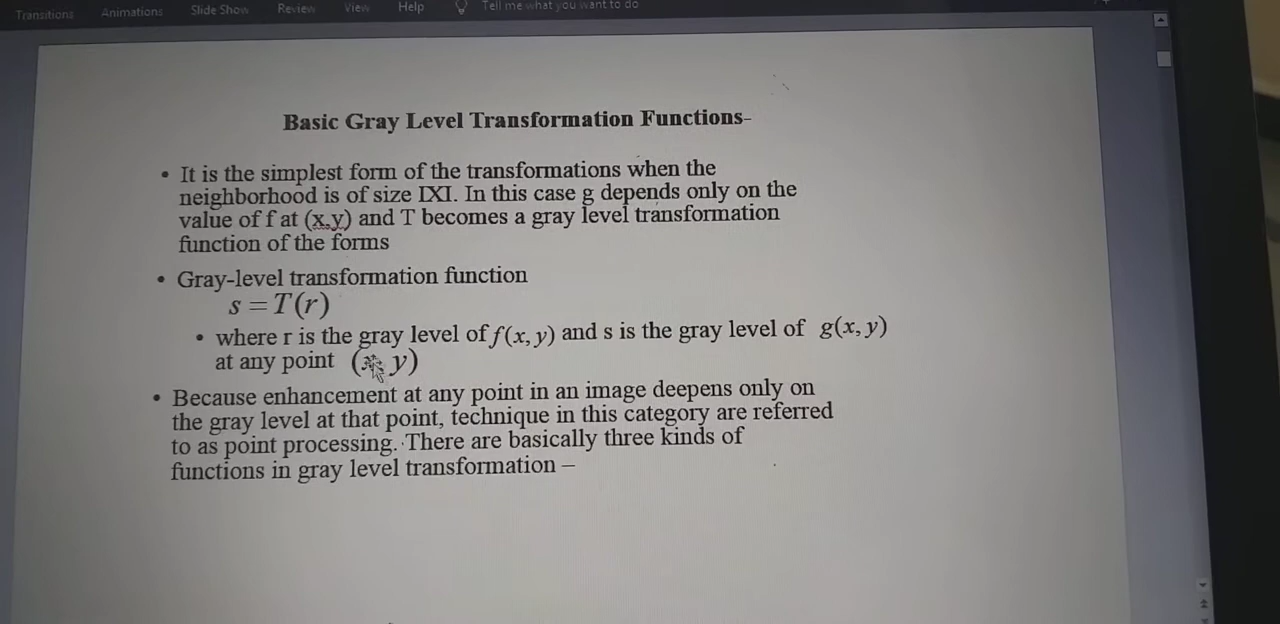 Transitions Animations Slide Show Review View Help Tell me what you want to do
Basic Gray Level Transformation Functions-
• It is the simplest form of the transformations when the
neighborhood is of size IXI. In this case g depends only on the
value of f at (x,y) and T becomes a gray level transformation
function of the forms
• Gray-level transformation function
s = T(r)
• where r is the gray level of f(x, y) and s is the gray level of g(x, y)
at any point (x, y)
• Because enhancement at any point in an image deepens only on
the gray level at that point, technique in this category are referred
to as point processing. There are basically three kinds of
functions in gray level transformation –